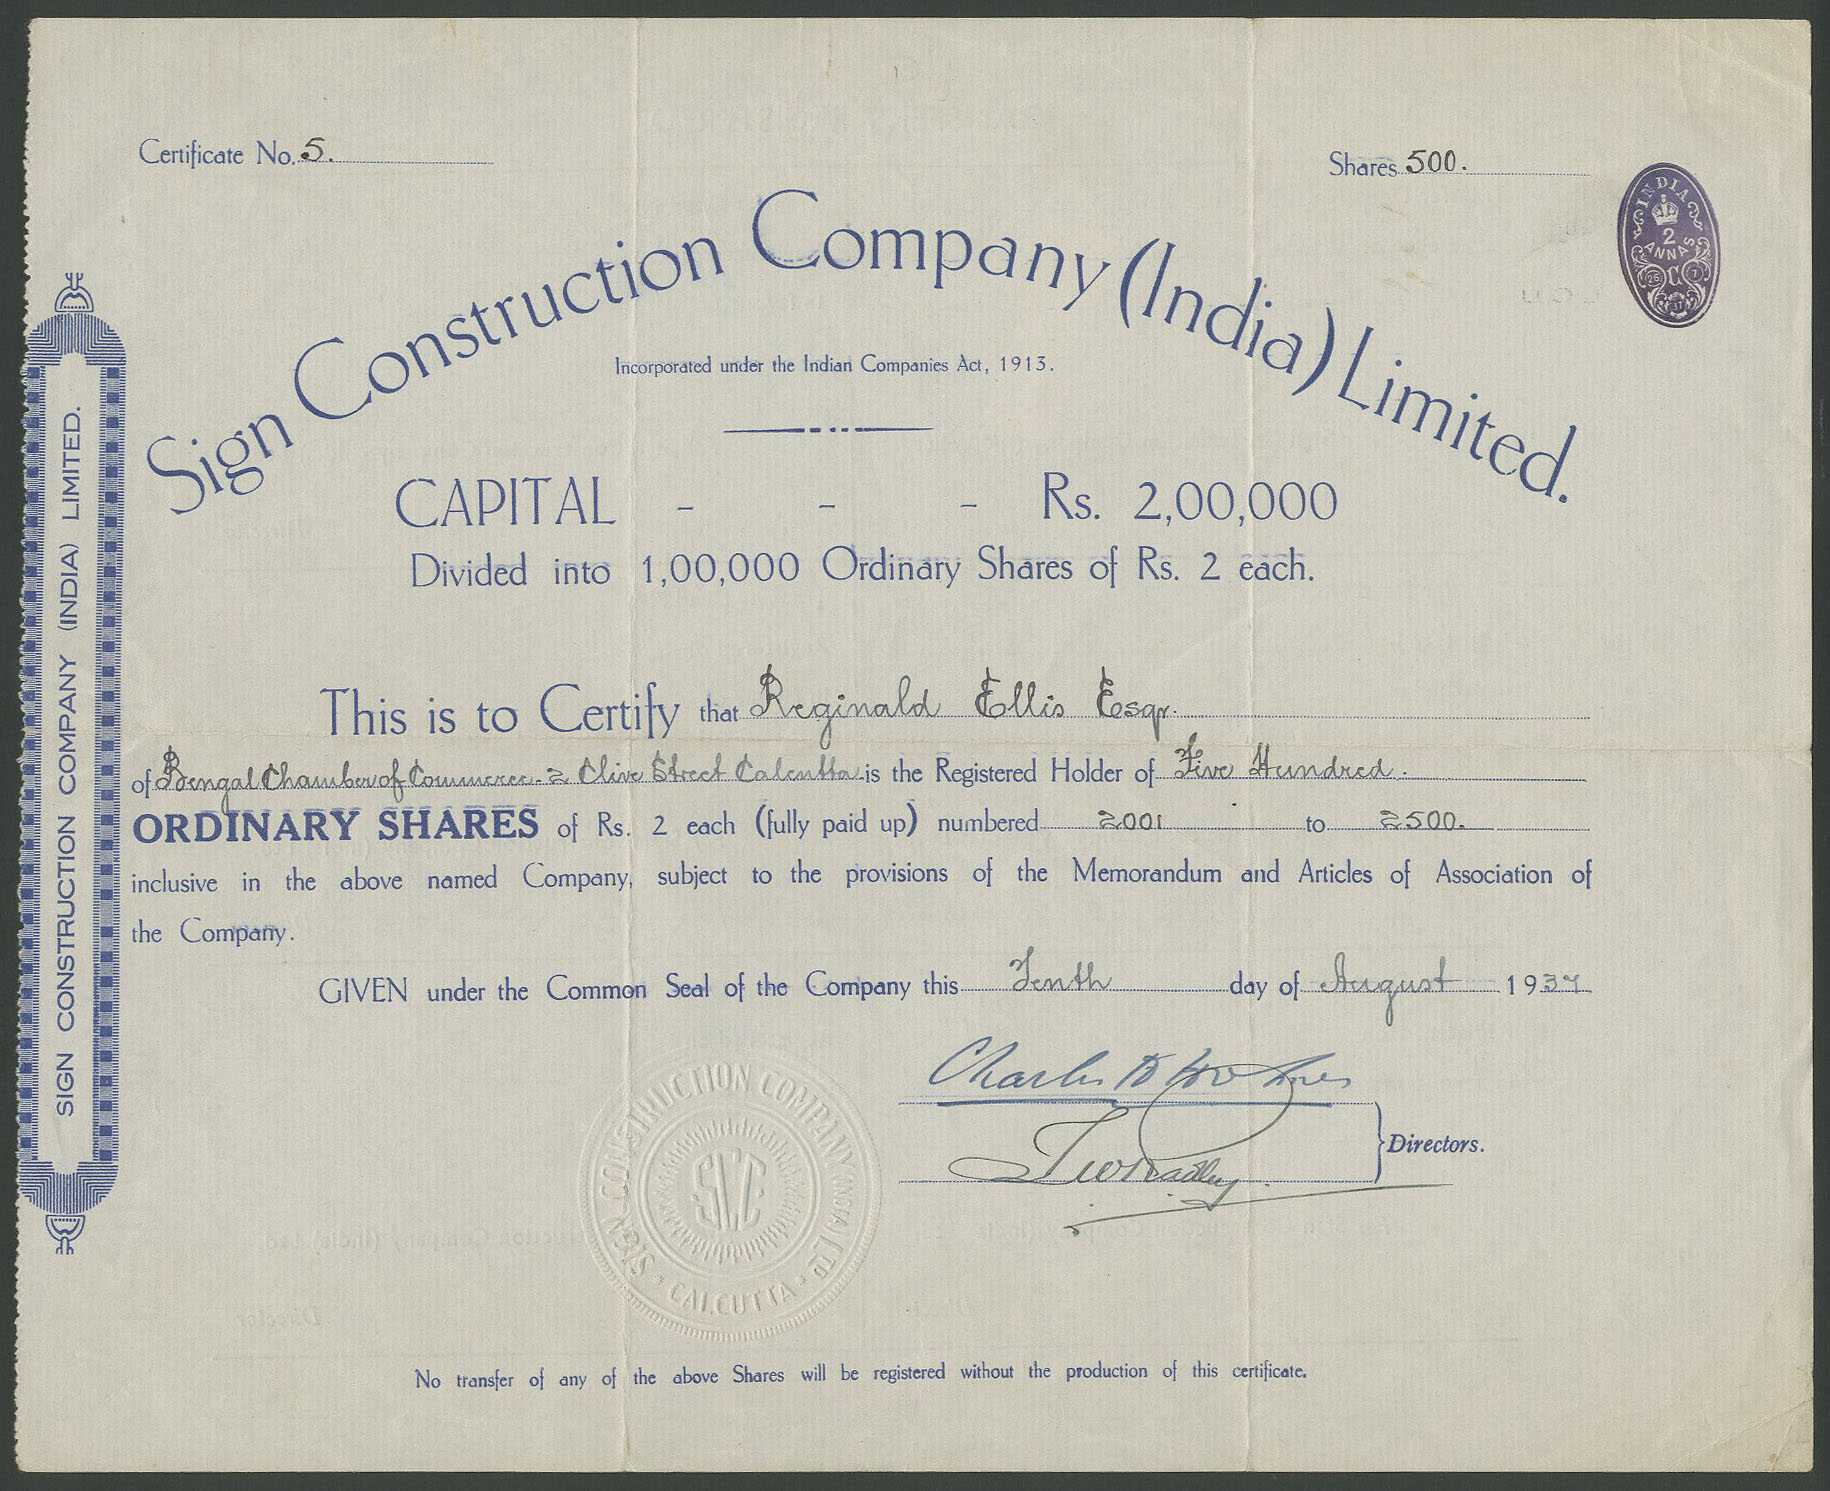 Certificate No. 5.
Shares 500.
INDIA
2
ANNAS
Sign Construction Company (India) Limited.
Incorporated under the Indian Companies Act, 1913.
CAPITAL - - - Rs. 2,00,000
Divided into 1,00,000 Ordinary Shares of Rs. 2 each.
This is to Certify that Reginald Ellis Esqr.
of Bengal Chamber of Commerce - 2 Clive Street Calcutta is the Registered Holder of Five Hundred.
ORDINARY SHARES of Rs. 2 each (fully paid up) numbered 2001 to 2500.
inclusive in the above named Company, subject to the provisions of the Memorandum and Articles of Association of
the Company.
GIVEN under the Common Seal of the Company this Tenth day of August 1937
Charles
Directors.
SIGN CONSTRUCTION COMPANY (INDIA) LTD
SCC
* CALCUTTA *
No transfer of any of the above Shares will be registered without the production of this certificate.
SIGN CONSTRUCTION COMPANY (INDIA) LIMITED.